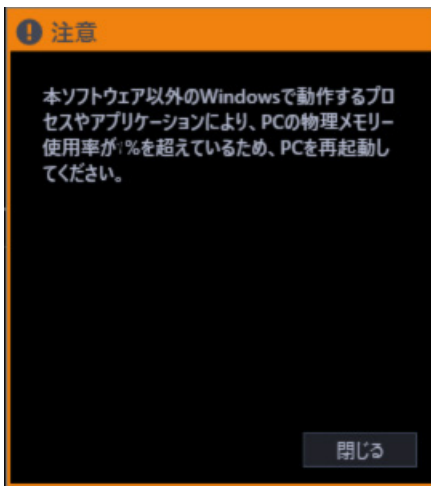 注意
本ソフトウェア以外のWindowsで動作するプロ
セスやアプリケーションにより、PCの物理メモリー
使用率が%を超えているため、PCを再起動し
てください。
閉じる